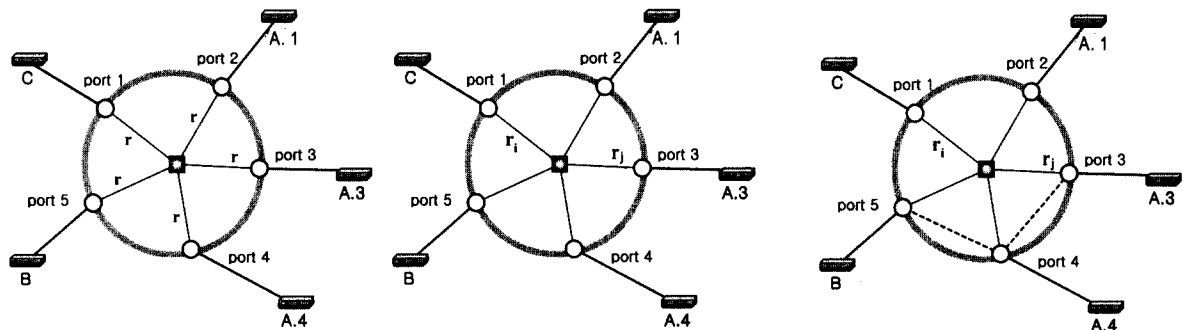 A. 1
port 2
C
port 1
r
r
r
port 3
A.3
r
port 5
r
B
port 4
A.4
A. 1
port 2
C
port 1
r_i
r_j
port 3
A.3
port 5
B
port 4
A.4
A. 1
port 2
C
port 1
r_i
r_j
port 3
A.3
port 5
B
port 4
A.4